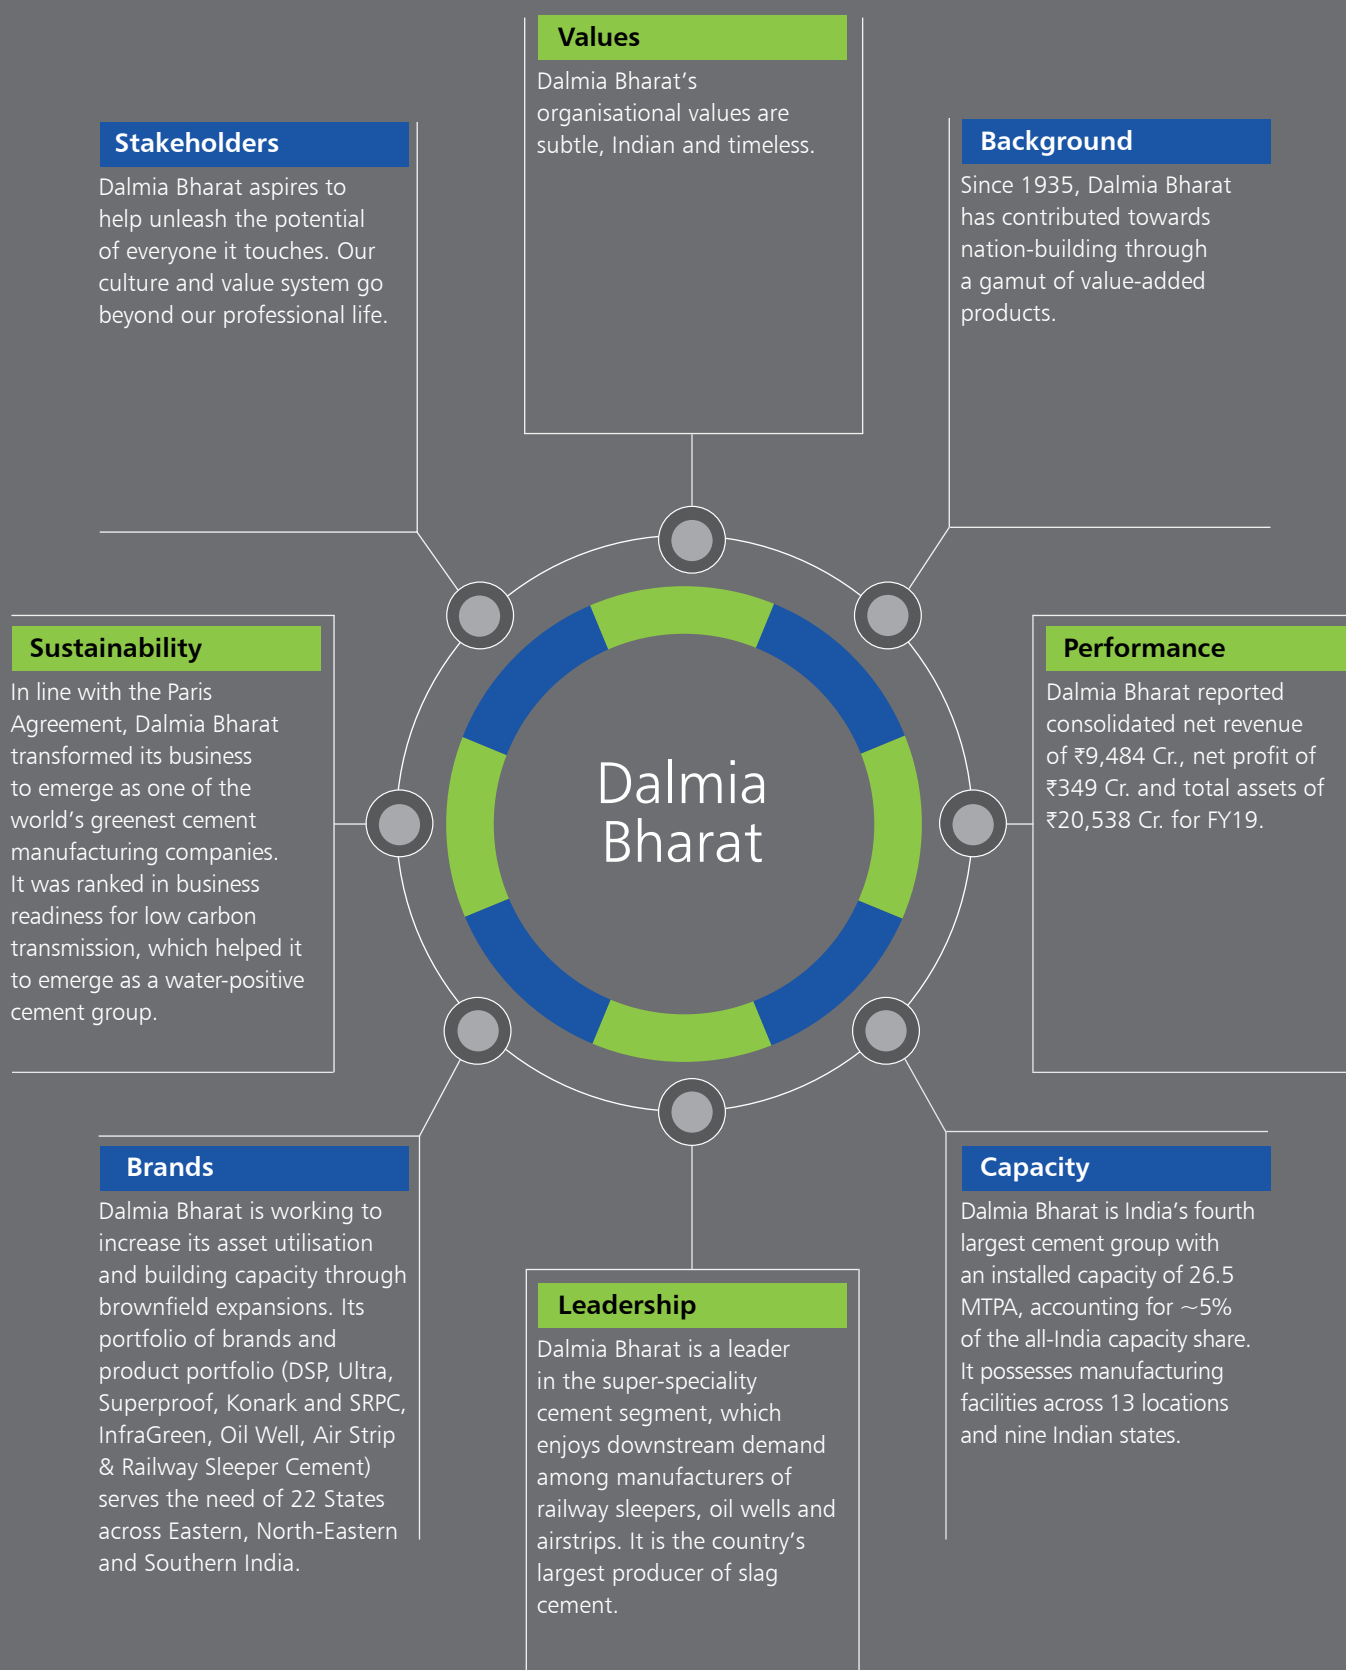 Values
Dalmia Bharat's
organisational values are
subtle, Indian and timeless.
Stakeholders
Dalmia Bharat aspires to
help unleash the potential
of everyone it touches. Our
culture and value system go
beyond our professional life.
Background
Since 1935, Dalmia Bharat
has contributed towards
nation-building through
a gamut of value-added
products.
Sustainability
In line with the Paris
Agreement, Dalmia Bharat
transformed its business
to emerge as one of the
world's greenest cement
manufacturing companies.
It was ranked in business
readiness for low carbon
transmission, which helped it
to emerge as a water-positive
cement group.
Dalmia
Bharat
Performance
Dalmia Bharat reported
consolidated net revenue
of ₹9,484 Cr., net profit of
₹349 Cr. and total assets of
₹20,538 Cr. for FY19.
Brands
Dalmia Bharat is working to
increase its asset utilisation
and building capacity through
brownfield expansions. Its
portfolio of brands and
product portfolio (DSP, Ultra,
Superproof, Konark and SRPC,
InfraGreen, Oil Well, Air Strip
& Railway Sleeper Cement)
serves the need of 22 States
across Eastern, North-Eastern
and Southern India.
Leadership
Dalmia Bharat is a leader
in the super-speciality
cement segment, which
enjoys downstream demand
among manufacturers of
railway sleepers, oil wells and
airstrips. It is the country's
largest producer of slag
cement.
Capacity
Dalmia Bharat is India's fourth
largest cement group with
an installed capacity of 26.5
MTPA, accounting for ~5%
of the all-India capacity share.
It possesses manufacturing
facilities across 13 locations
and nine Indian states.